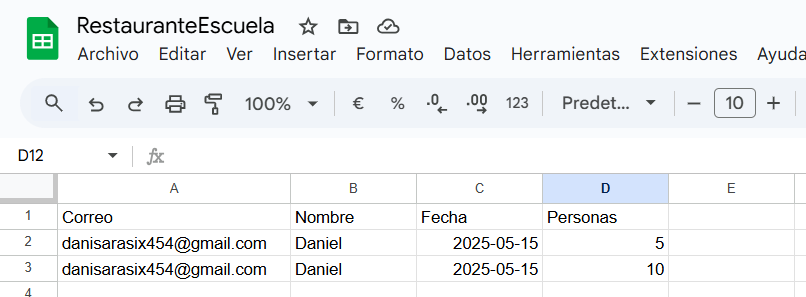 RestauranteEscuela
Archivo Editar Ver Insertar Formato Datos Herramientas Extensiones Ayuda
100% € % .0 .00 123 Predet... 10
D12 fx
A B C D E
1 Correo Nombre Fecha Personas
2 danisarasix454@gmail.com Daniel 2025-05-15 5
3 danisarasix454@gmail.com Daniel 2025-05-15 10
4